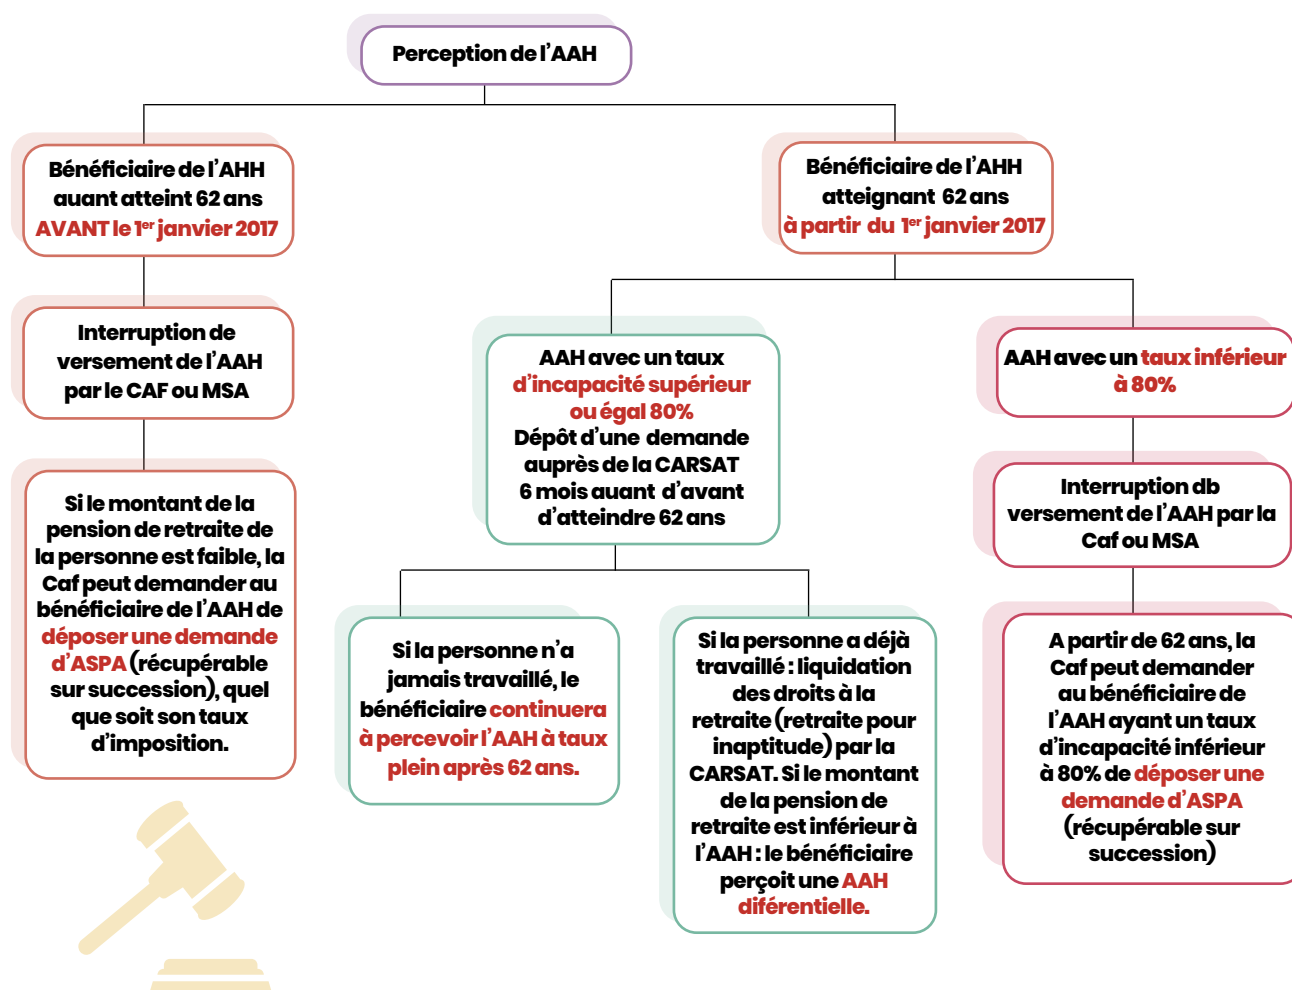 Perception de l'AAH
Bénéficiaire de l'AHH
auant atteint 62 ans
AVANT le 1er janvier 2017
Interruption de
versement de l'AAH
par le CAF ou MSA
Si le montant de la
pension de retraite de
la personne est faible, la
Caf peut demander au
bénéficiaire de l'AAH de
déposer une demande
d'ASPA (récupérable
sur succession), quel
que soit son taux
d'imposition.
Bénéficiaire de l'AHH
atteignant 62 ans
à partir du 1er janvier 2017
AAH avec un taux
d'incapacité supérieur
ou égal 80%
Dépôt d'une demande
auprès de la CARSAT
6 mois auant d'avant
d'atteindre 62 ans
Si la personne n'a
jamais travaillé, le
bénéficiaire continuera
à percevoir l'AAH à taux
plein après 62 ans.
Si la personne a déjà
travaillé : liquidation
des droits à la
retraite (retraite pour
inaptitude) par la
CARSAT. Si le montant
de la pension de
retraite est inférieur à
l'AAH : le bénéficiaire
perçoit une AAH
diférentielle.
AAH avec un taux inférieur
à 80%
Interruption db
versement de l'AAH par la
Caf ou MSA
A partir de 62 ans, la
Caf peut demander
au bénéficiaire de
l'AAH ayant un taux
d'incapacité inférieur
à 80% de déposer une
demande d'ASPA
(récupérable sur
succession)